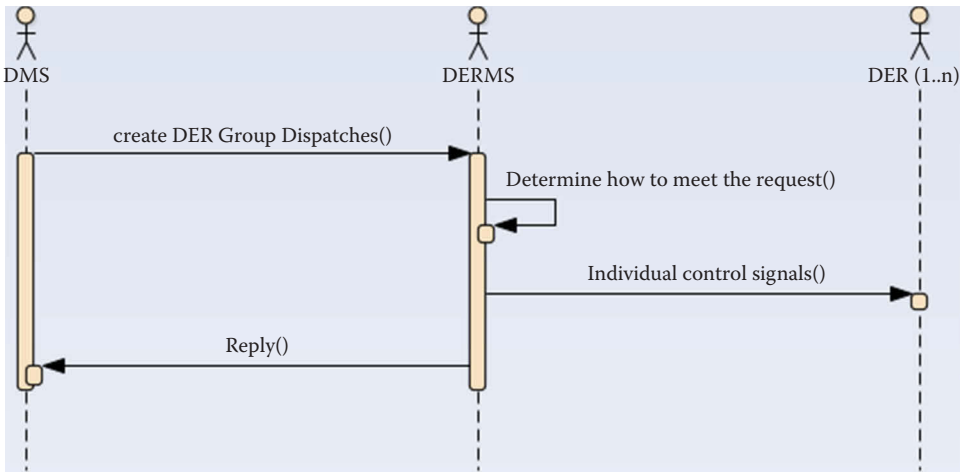 DMS
DERMS
DER (1..n)
create DER Group Dispatches()
Determine how to meet the request()
Individual control signals()
Reply()